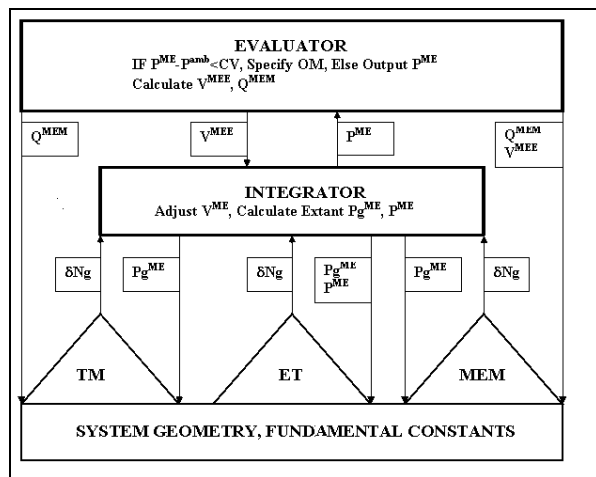 EVALUATOR
IF P^ME-P^amb<CV, Specify OM, Else Output P^ME
Calculate V^MEE, Q^MEM
Q^MEM
V^MEE
P^ME
Q^MEM
V^MEE
INTEGRATOR
Adjust V^ME, Calculate Extant Pg^ME, P^ME
δNg
Pg^ME
δNg
Pg^ME
P^ME
Pg^ME
δNg
TM
ET
MEM
SYSTEM GEOMETRY, FUNDAMENTAL CONSTANTS